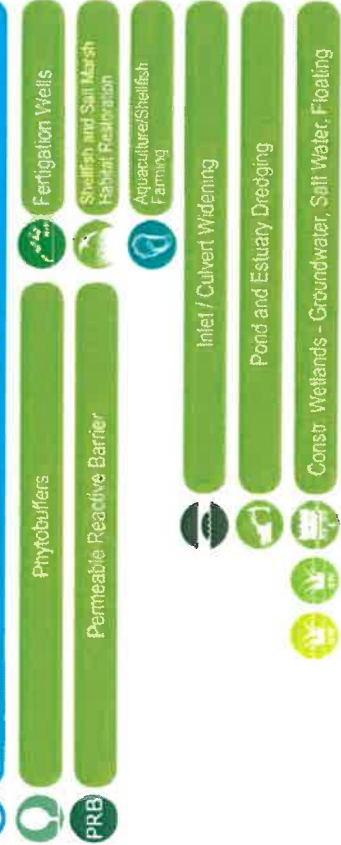 Phytobuffers
Fertigation Wells
PRB
Permeable Reactive Barrier
Shellfish and Salt Marsh
Habitat Restoration
Aquaculture/Shellfish
Farming
Inlet / Culvert Widening
Pond and Estuary Dredging
Constr. Wetlands - Groundwater, Salt Water, Floating